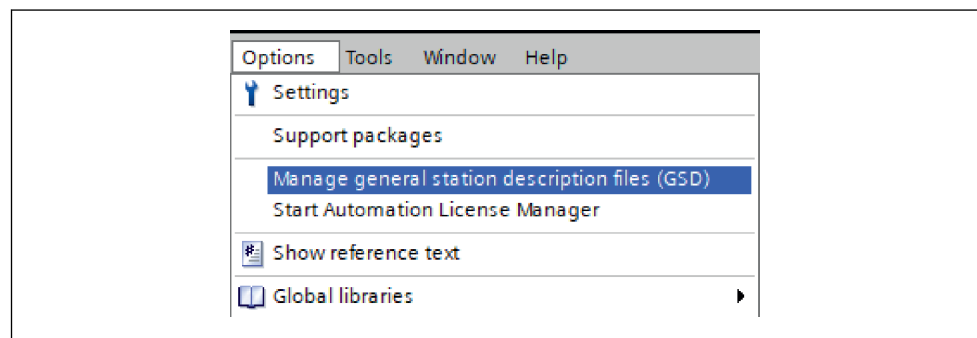 Options Tools Window Help
Settings
Support packages
Manage general station description files (GSD)
Start Automation License Manager
Show reference text
Global libraries